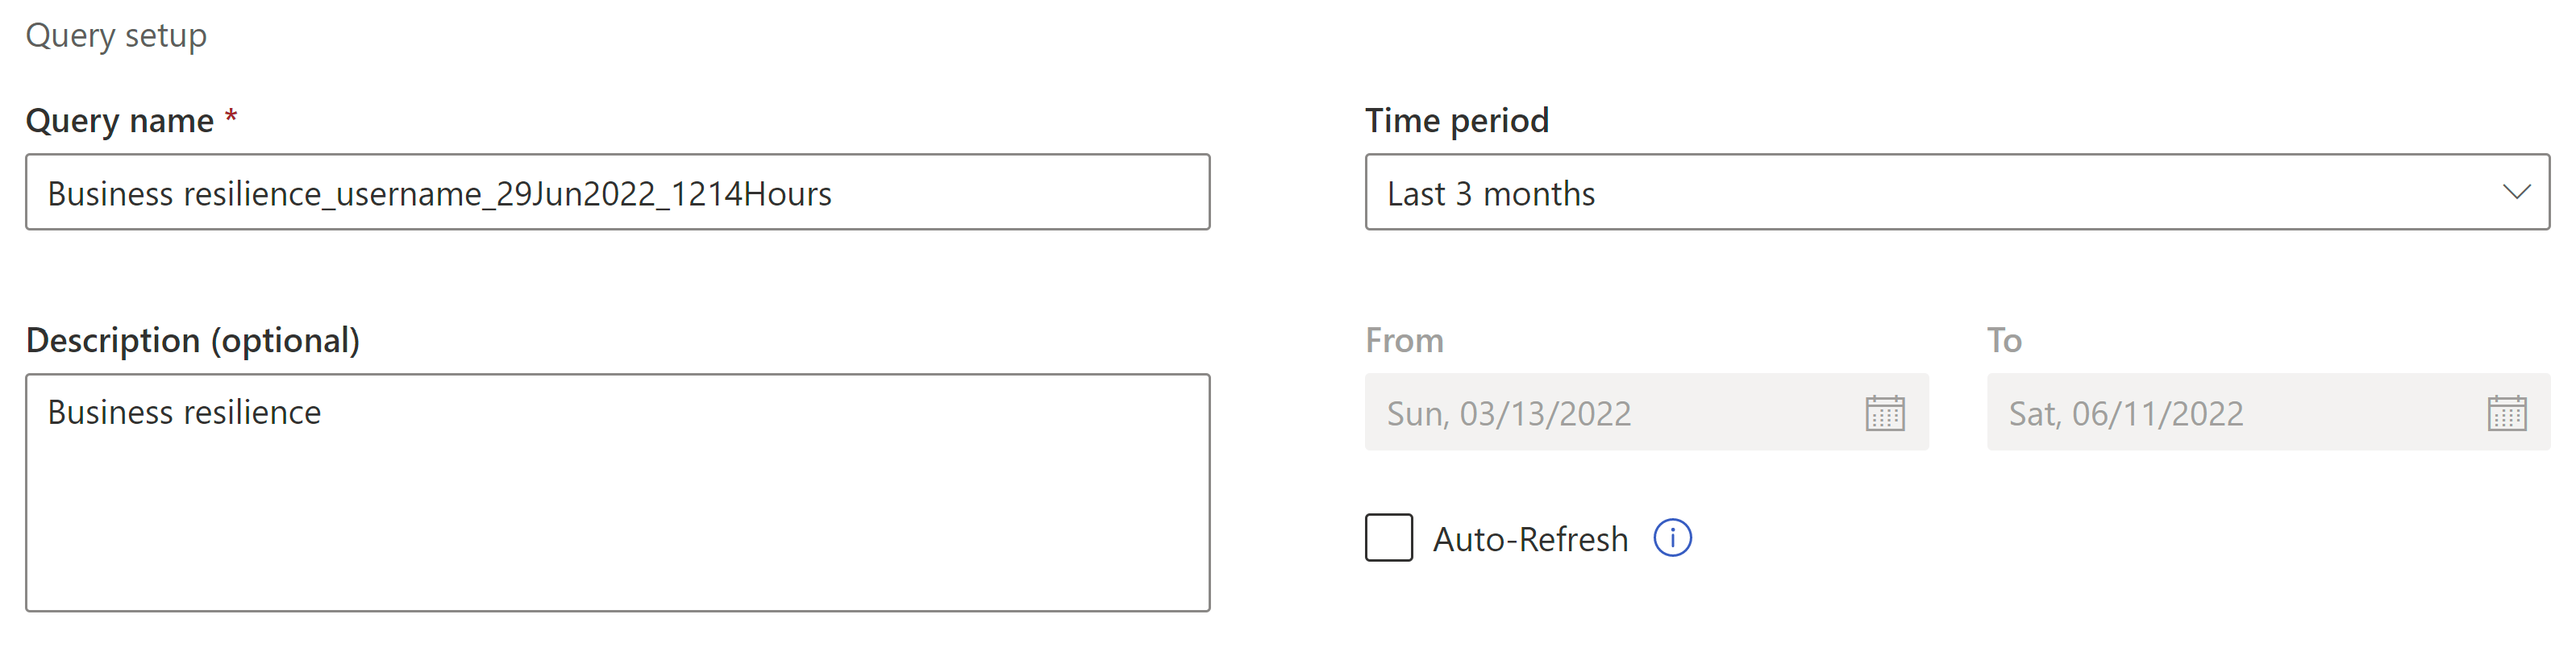 Query setup
Query name *
Business resilience_username_29Jun2022_1214Hours
Time period
Last 3 months
Description (optional)
Business resilience
From
Sun, 03/13/2022
To
Sat, 06/11/2022
Auto-Refresh